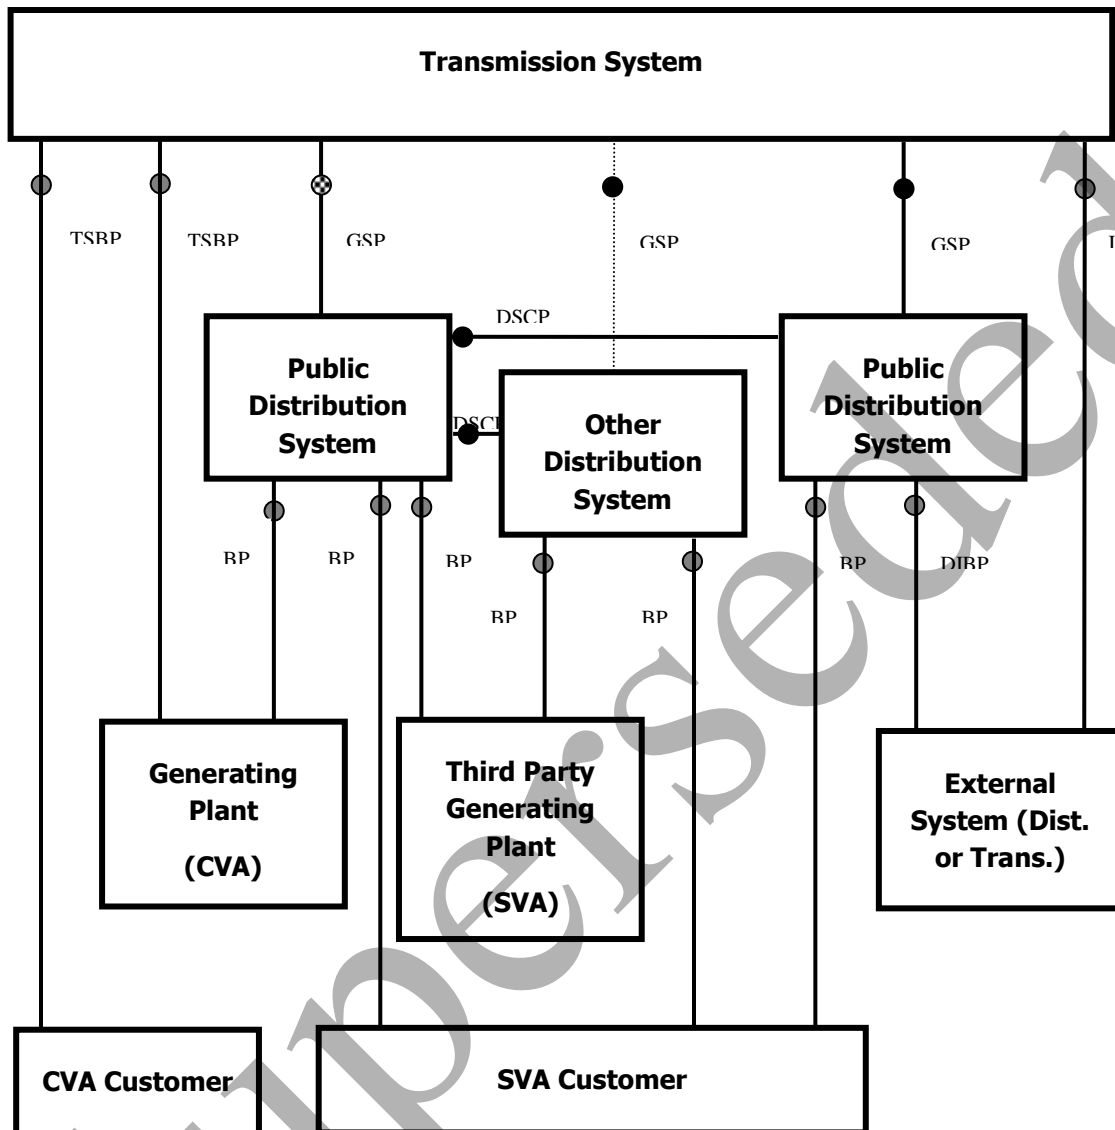 Transmission System
TSBP
TSBP
GSP
GSP
GSP
DSCP
Public
Distribution
System
Other
Distribution
System
Public
Distribution
System
BP
BP
BP
BP
BP
BP
DIBP
Generating
Plant
(CVA)
Third Party
Generating
Plant
(SVA)
External
System (Dist.
or Trans.)
CVA Customer
SVA Customer